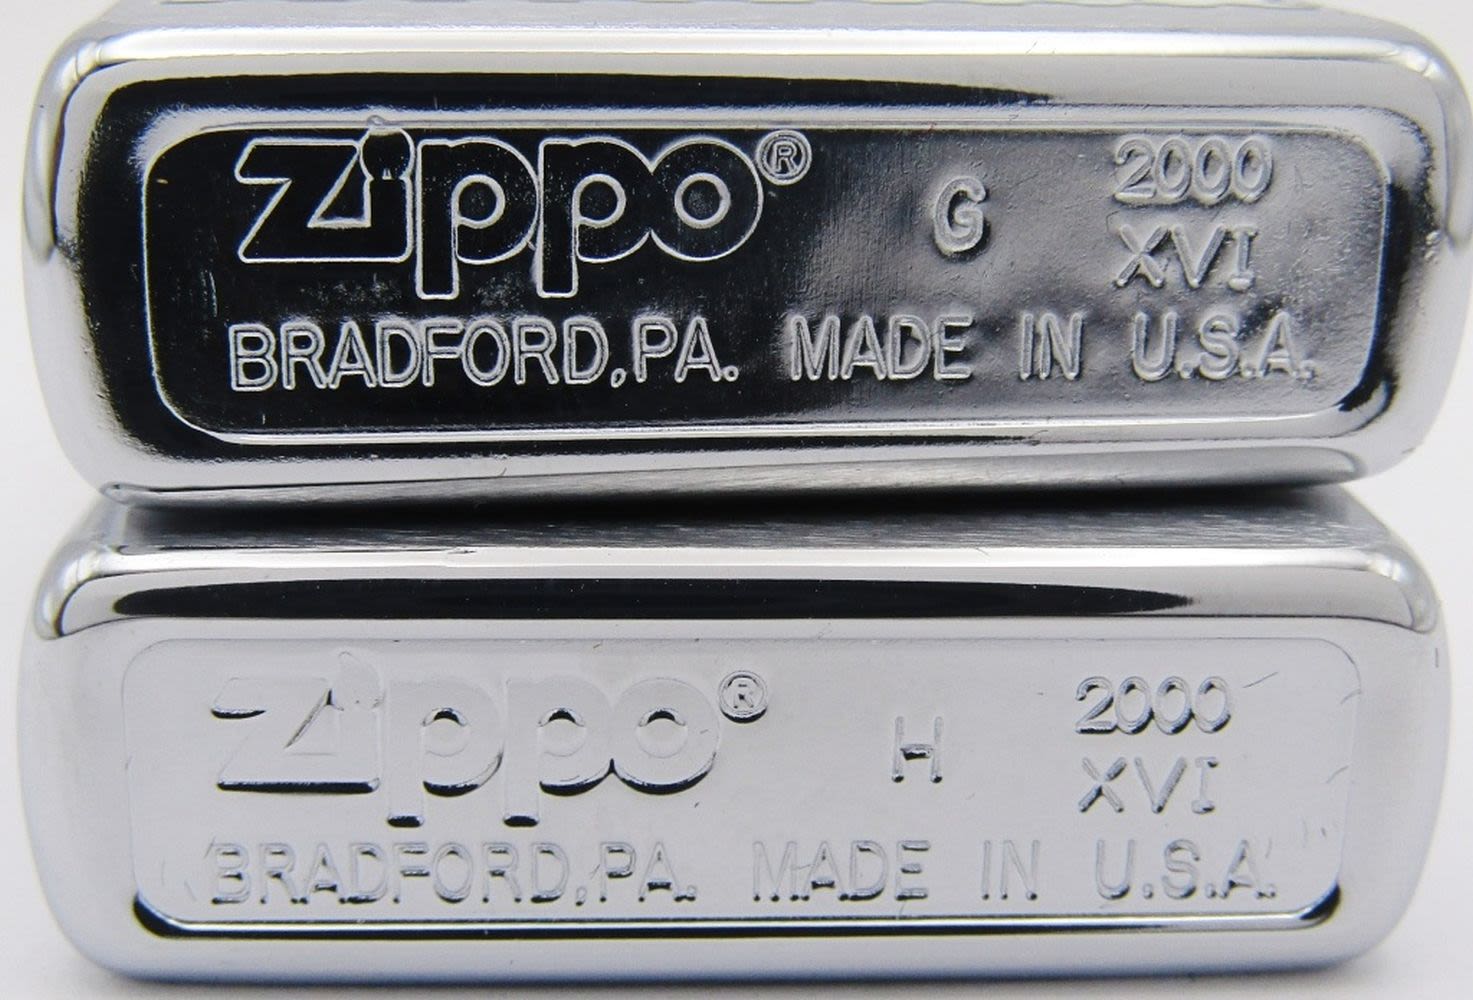 Zippo® G 2000
XVI
BRADFORD,PA. MADE IN U.S.A.
Zippo® H 2000
XVI
BRADFORD,PA. MADE IN U.S.A.